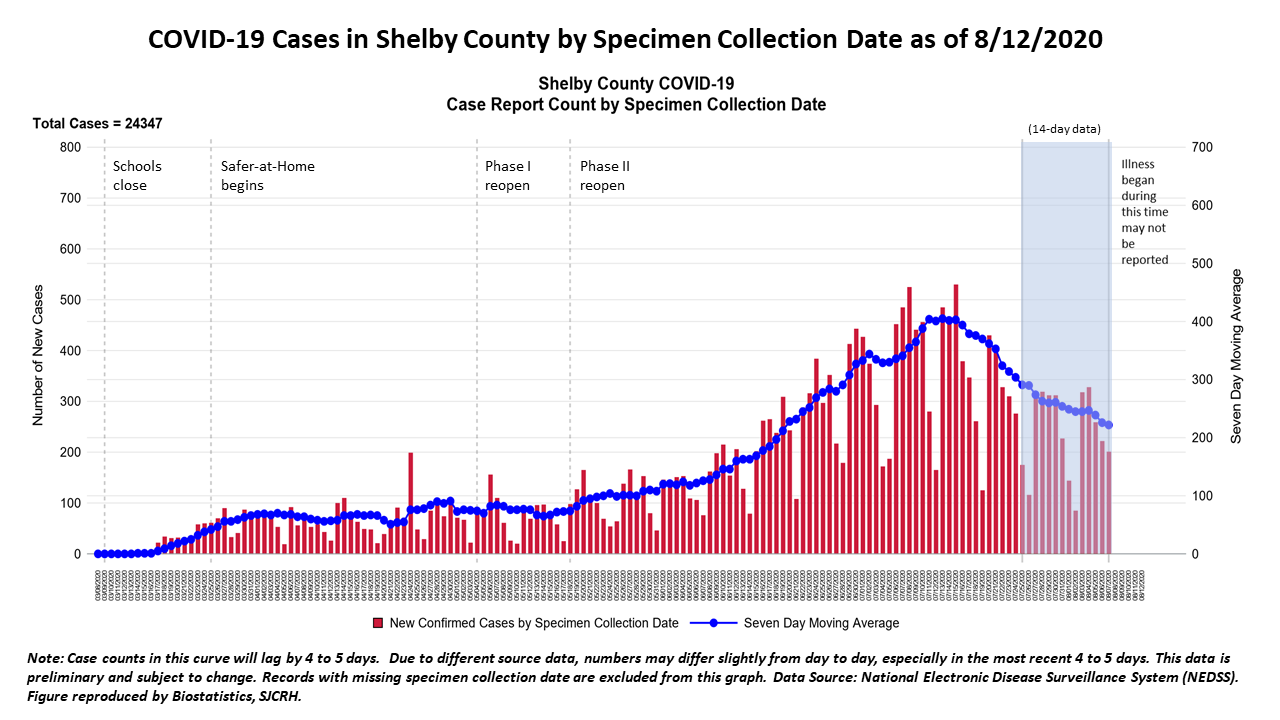 COVID-19 Cases in Shelby County by Specimen Collection Date as of 8/12/2020
Shelby County COVID-19
Case Report Count by Specimen Collection Date
Total Cases = 24347
(14-day data)
800
700
600
500
400
300
200
100
0
Number of New Cases
Schools
close
Safer-at-Home
begins
Phase I
reopen
Phase II
reopen
Illness
began
during
this time
may not
be
reported
700
600
500
400
300
200
100
0
Seven Day Moving Average
New Confirmed Cases by Specimen Collection Date
Seven Day Moving Average
Note: Case counts in this curve will lag by 4 to 5 days.  Due to different source data, numbers may differ slightly from day to day, especially in the most recent 4 to 5 days. This data is
preliminary and subject to change. Records with missing specimen collection date are excluded from this graph.  Data Source: National Electronic Disease Surveillance System (NEDSS).
Figure reproduced by Biostatistics, SJCRH.